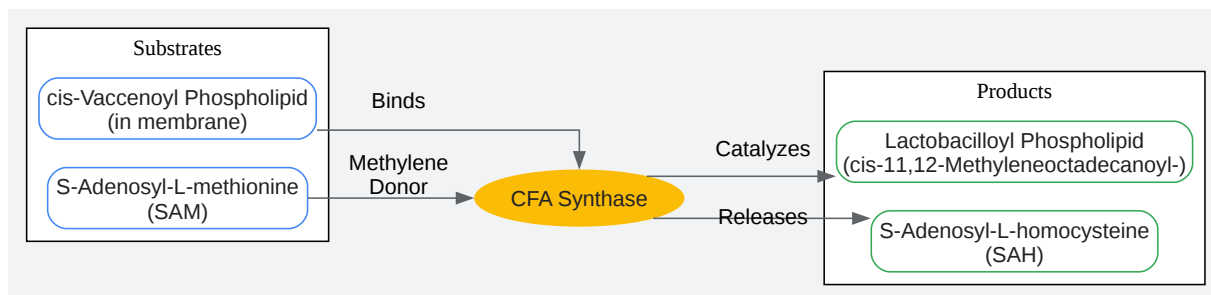 Substrates
cis-Vaccenoyl Phospholipid
(in membrane)
S-Adenosyl-L-methionine
(SAM)
Binds
Methylene
Donor
CFA Synthase
Catalyzes
Releases
Products
Lactobacilloyl Phospholipid
(cis-11,12-Methyleneoctadecanoyl-)
S-Adenosyl-L-homocysteine
(SAH)